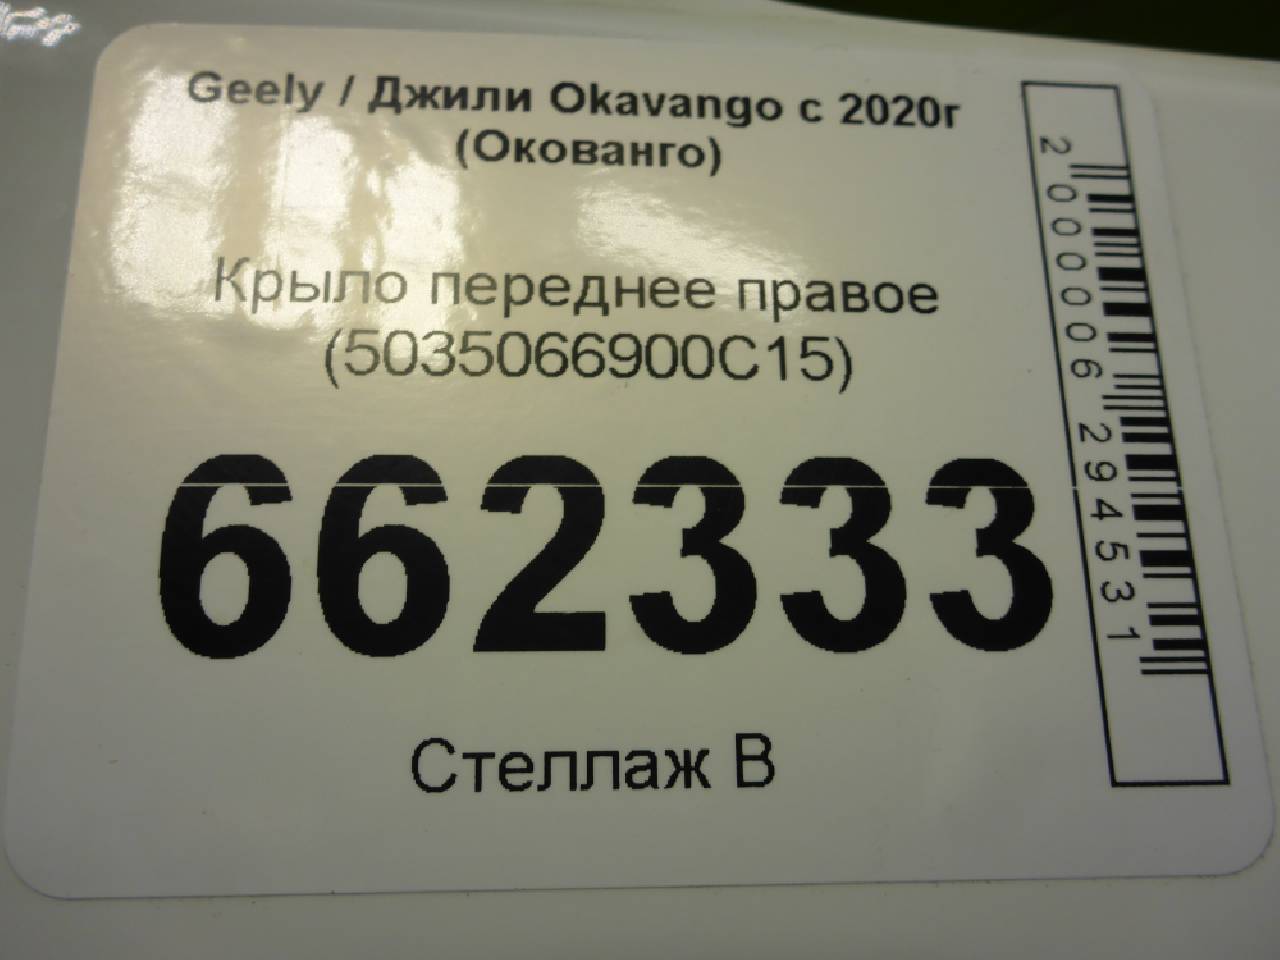 Geely / Джили Okavango с 2020г
(Окованго)
Крыло переднее правое
(5035066900C15)
662333
Стеллаж В
2000006294531